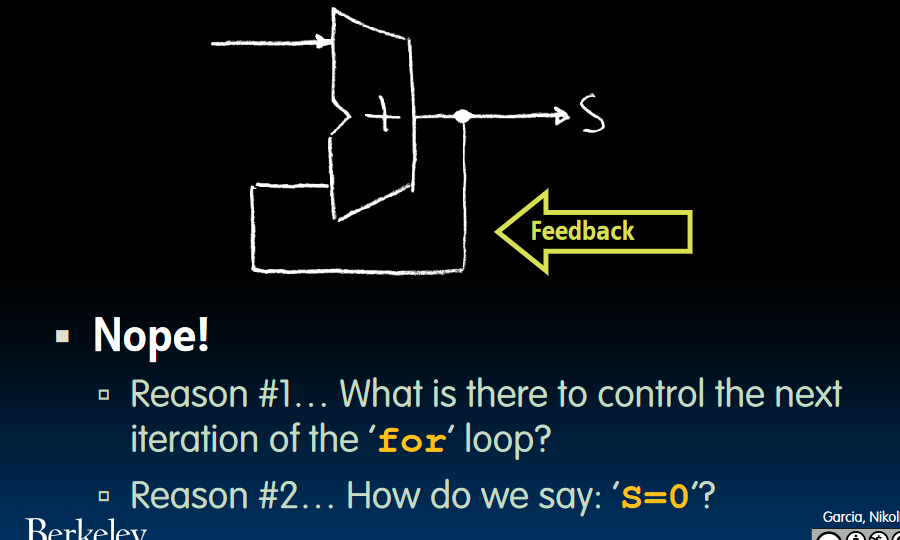 +
S
Feedback
Nope!
Reason #1... What is there to control the next
iteration of the ‘for’ loop?
Reason #2... How do we say: ‘S=0’?
Berkeley
Garcia, Nikol